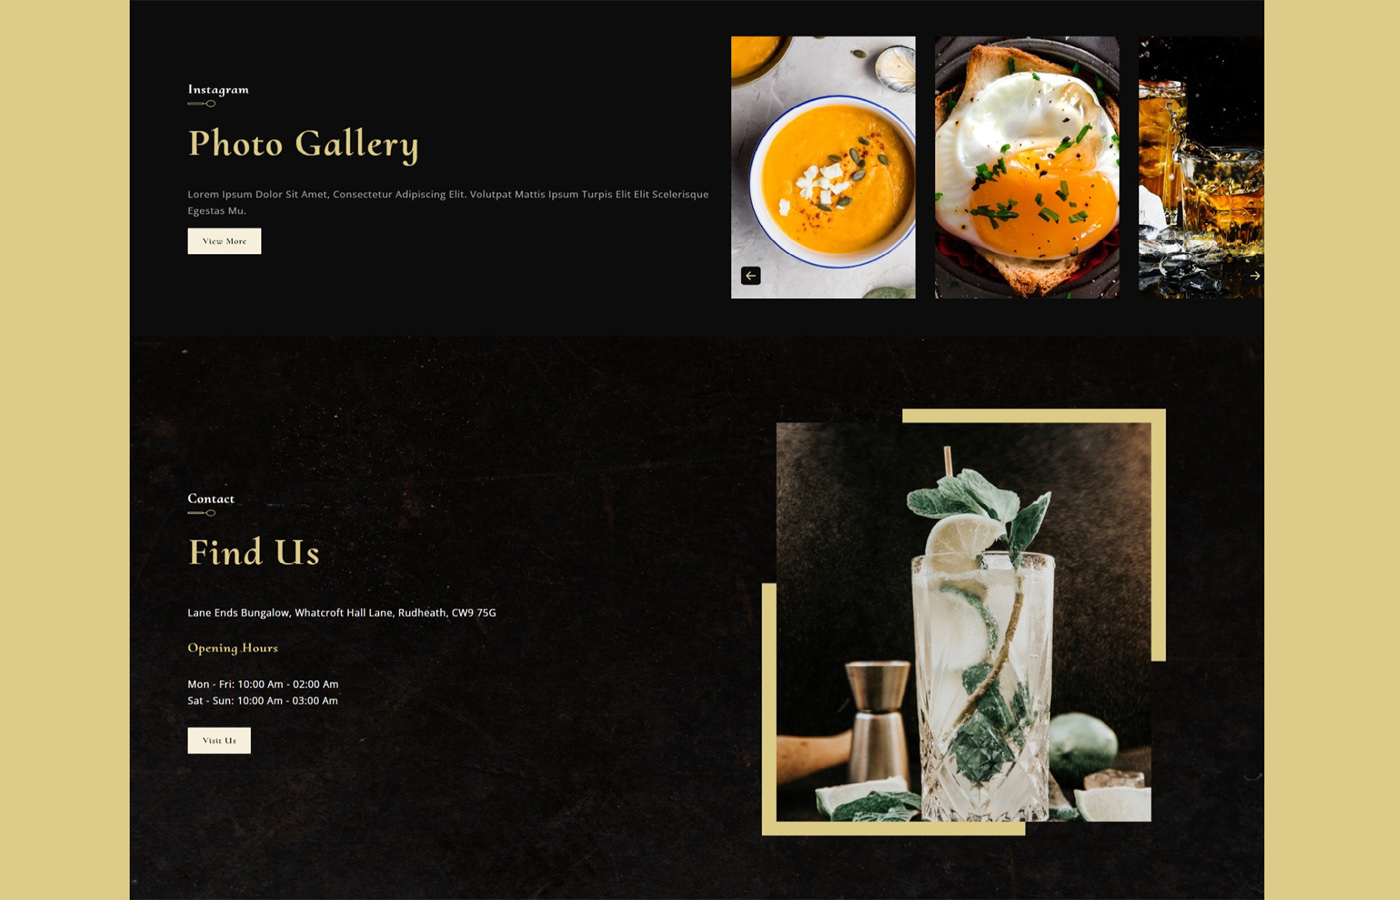 Instagram
Photo Gallery
Lorem Ipsum Dolor Sit Amet, Consectetur Adipiscing Elit. Volutpat Mattis Ipsum Turpis Elit Elit Scelerisque
Egestas Mu.
View More
Contact
Find Us
Lane Ends Bungalow, Whatcroft Hall Lane, Rudheath, CW9 75G
Opening Hours
Mon - Fri: 10:00 Am - 02:00 Am
Sat - Sun: 10:00 Am - 03:00 Am
Visit Us